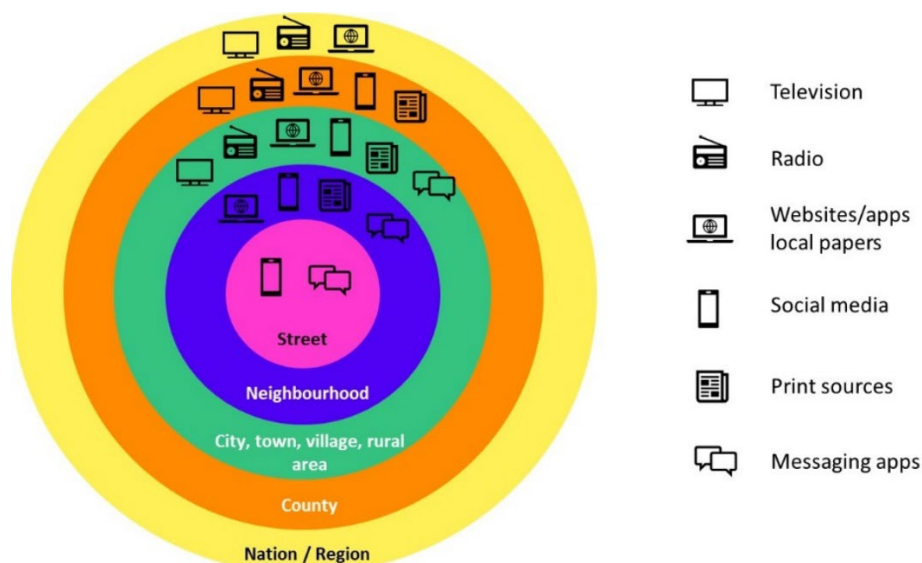 Street
Neighbourhood
City, town, village, rural
area
County
Nation / Region
Television
Radio
Websites/apps
local papers
Social media
Print sources
Messaging apps